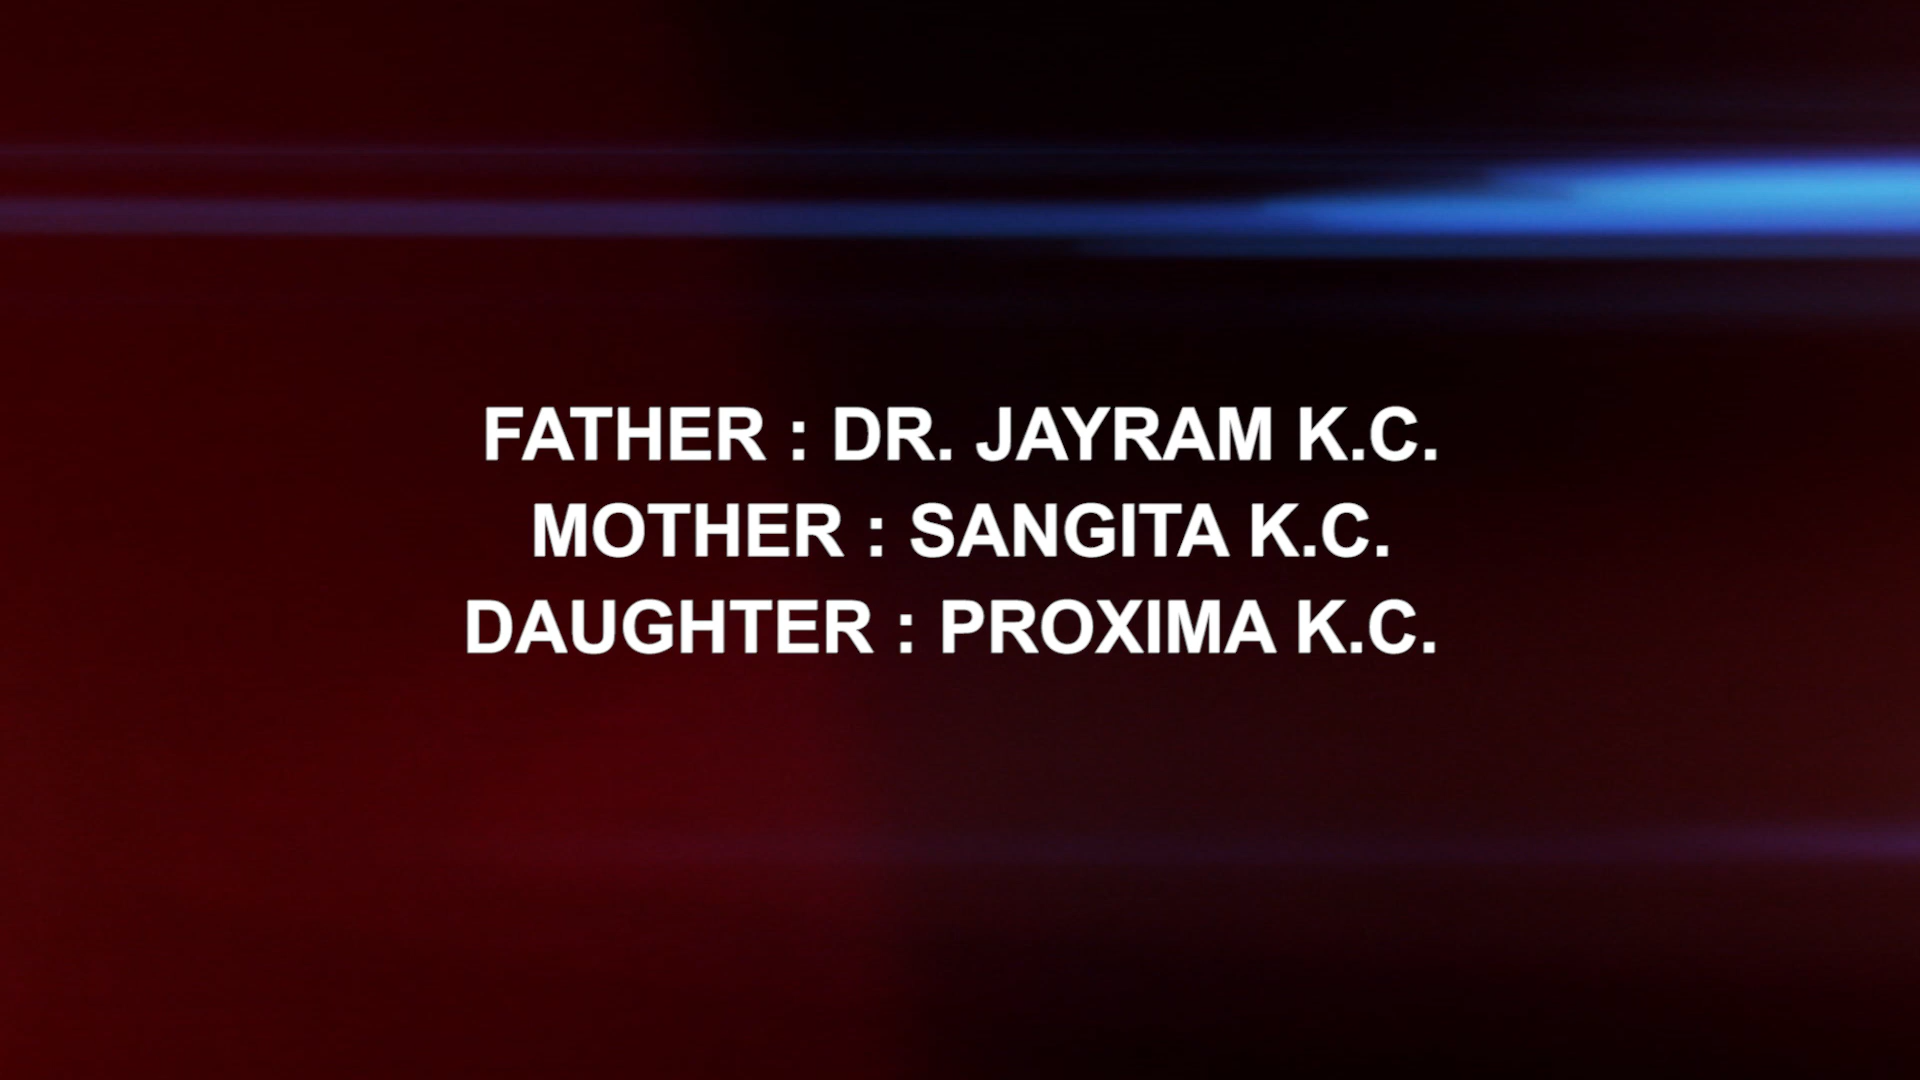 FATHER : DR. JAYRAM K.C.
MOTHER : SANGITA K.C.
DAUGHTER : PROXIMA K.C.